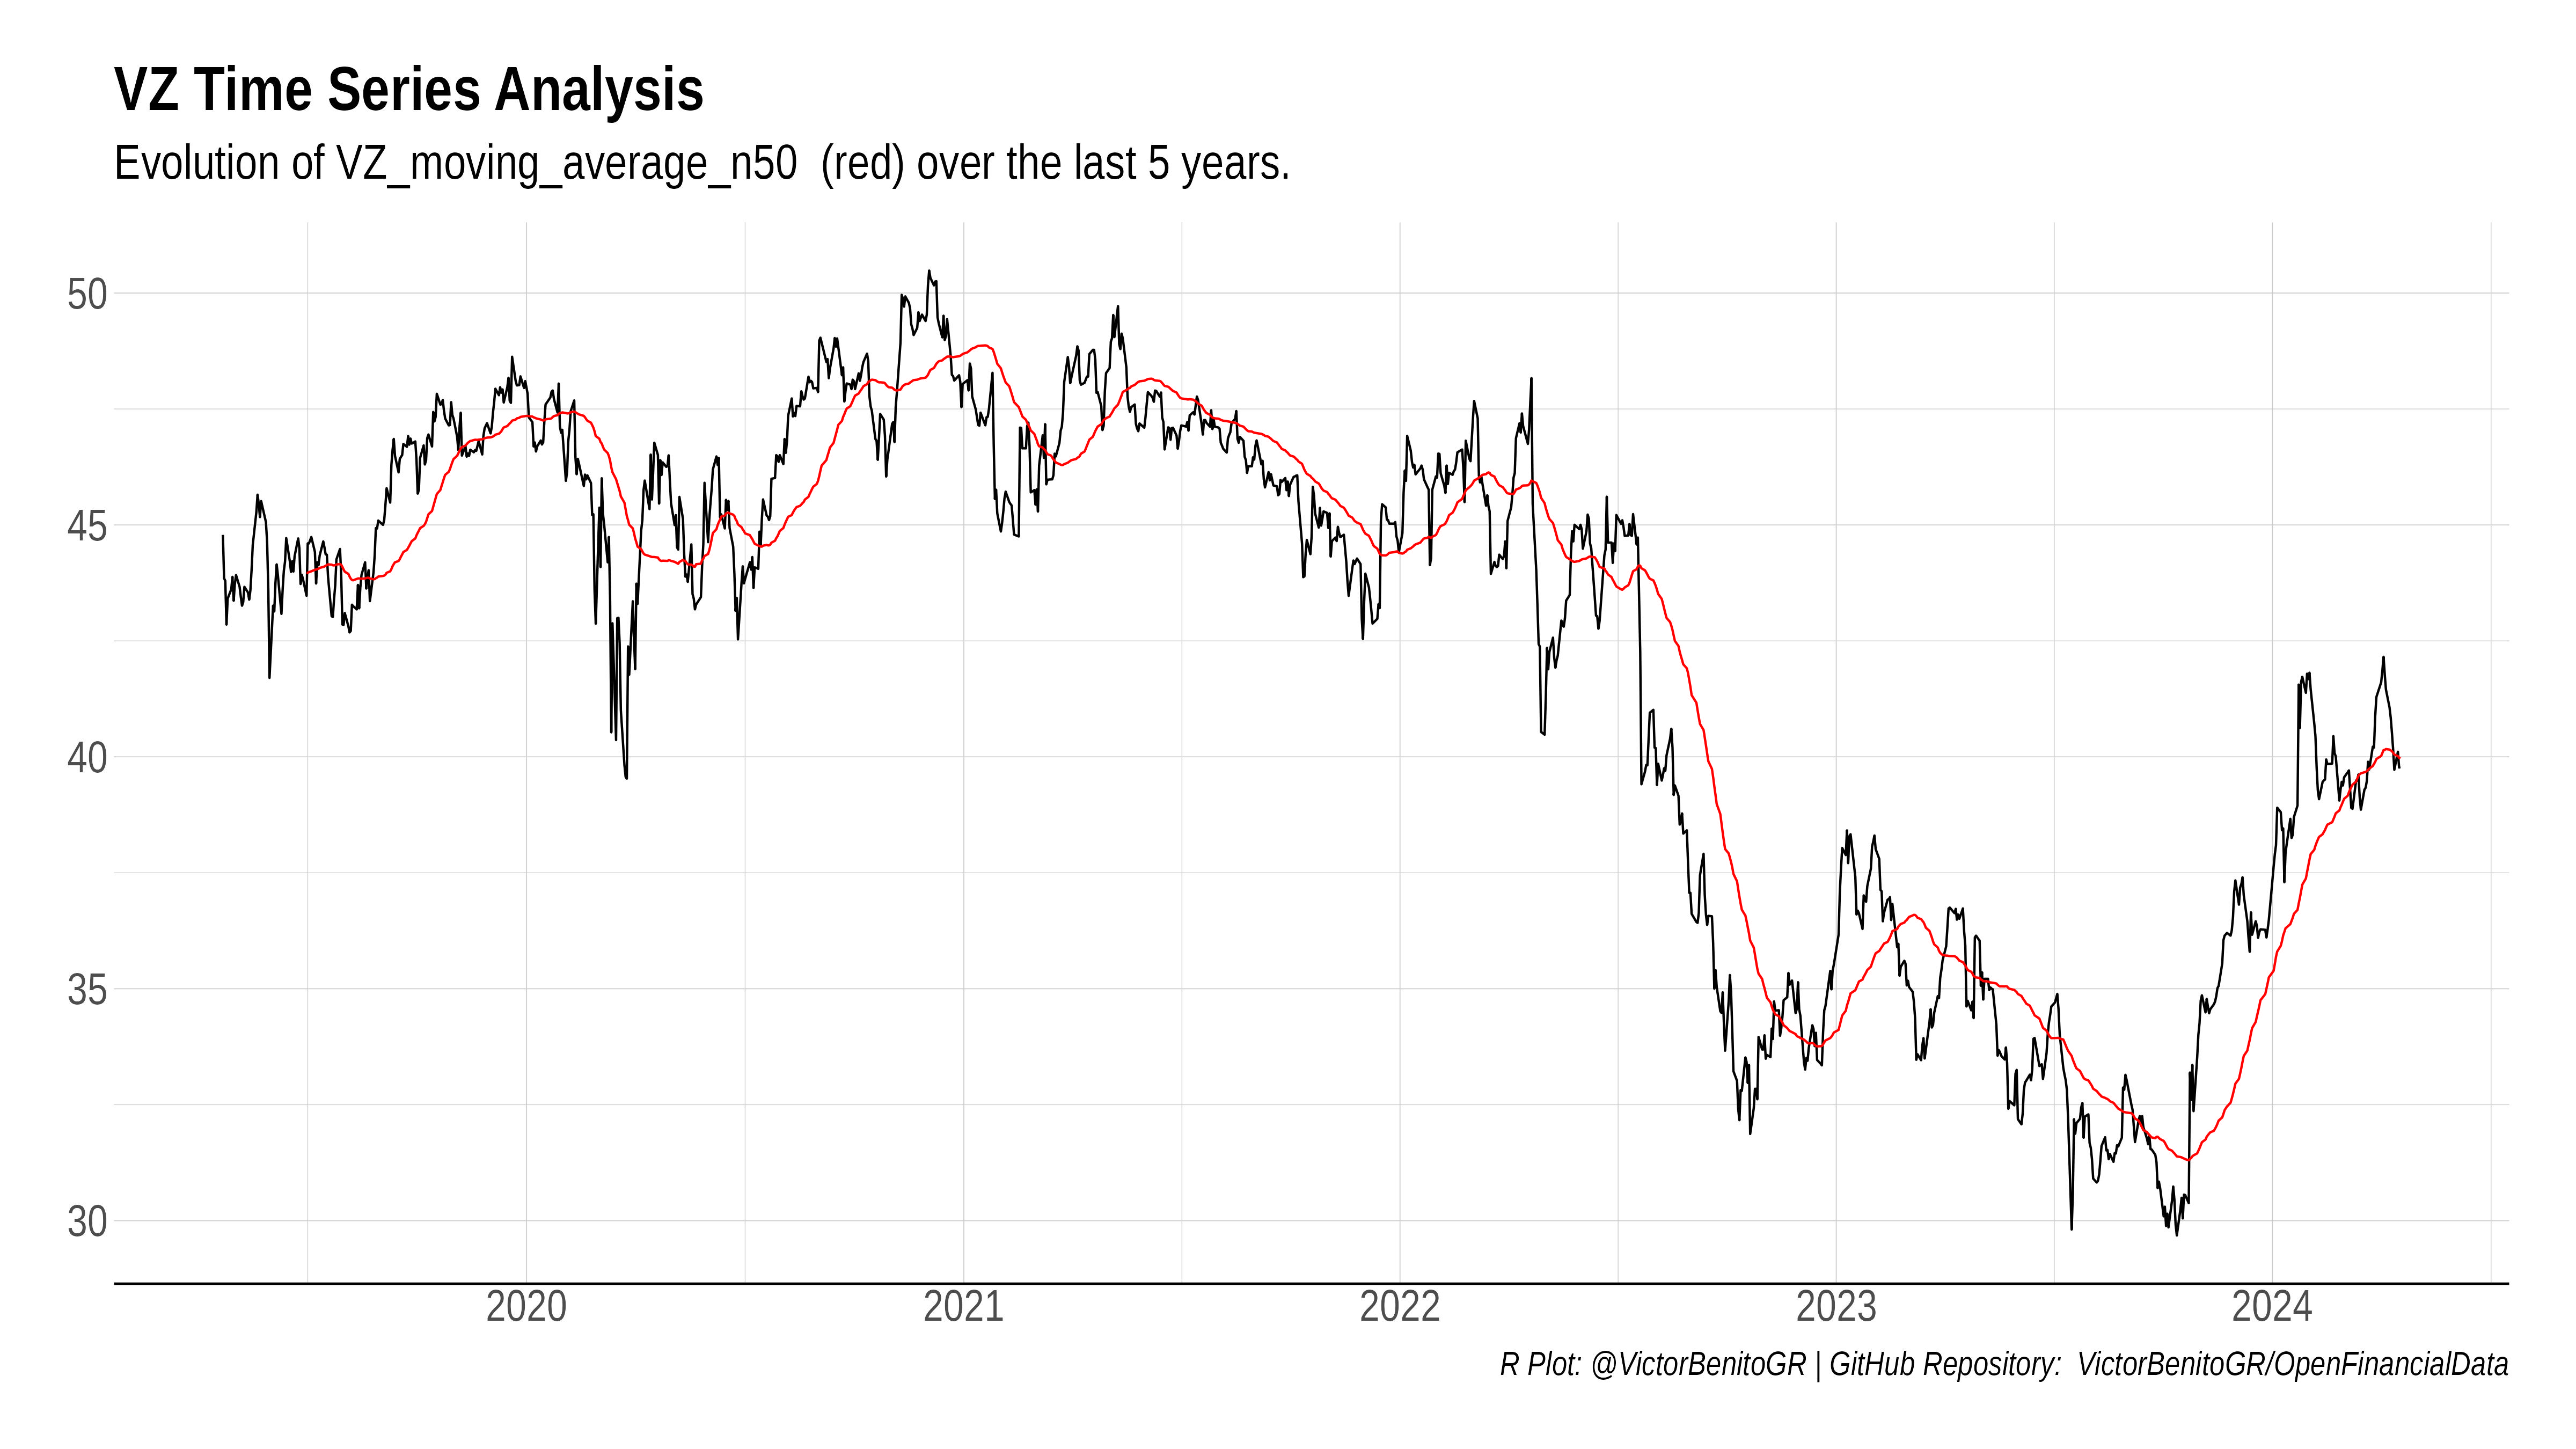 VZ Time Series Analysis
Evolution of VZ_moving_average_n50  (red) over the last 5 years.
50
45
40
35
30
2020 2021 2022 2023 2024
R Plot: @VictorBenitoGR | GitHub Repository:  VictorBenitoGR/OpenFinancialData